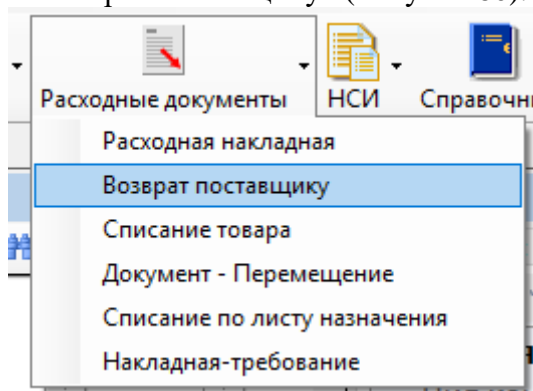 Расходные документы НСИ Справочн
Расходная накладная
Возврат поставщику
Списание товара
Документ - Перемещение
Списание по листу назначения
Накладная-требование